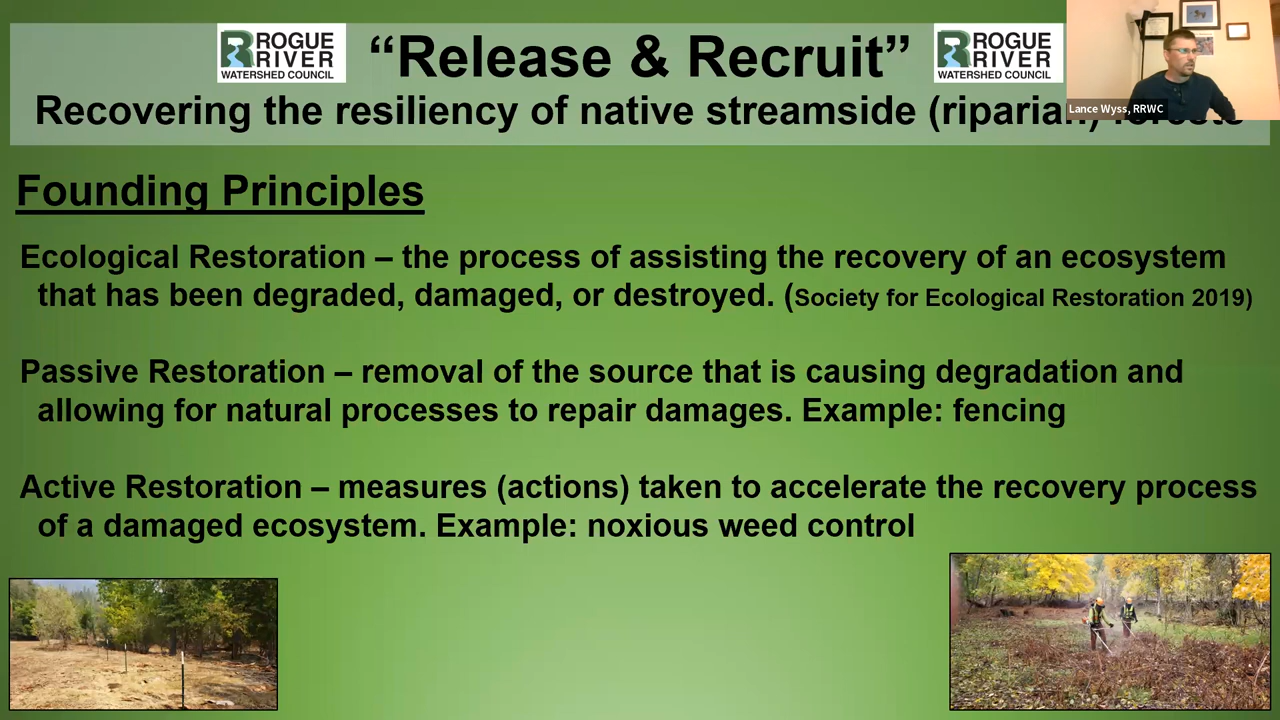 ROGUE
RIVER
WATERSHED COUNCIL
“Release & Recruit”
ROGUE
RIVER
WATERSHED COUNCIL
Recovering the resiliency of native streamside (riparian)
Lance Wyss, RRWC
Founding Principles
Ecological Restoration – the process of assisting the recovery of an ecosystem
that has been degraded, damaged, or destroyed. (Society for Ecological Restoration 2019)
Passive Restoration – removal of the source that is causing degradation and
allowing for natural processes to repair damages. Example: fencing
Active Restoration – measures (actions) taken to accelerate the recovery process
of a damaged ecosystem. Example: noxious weed control